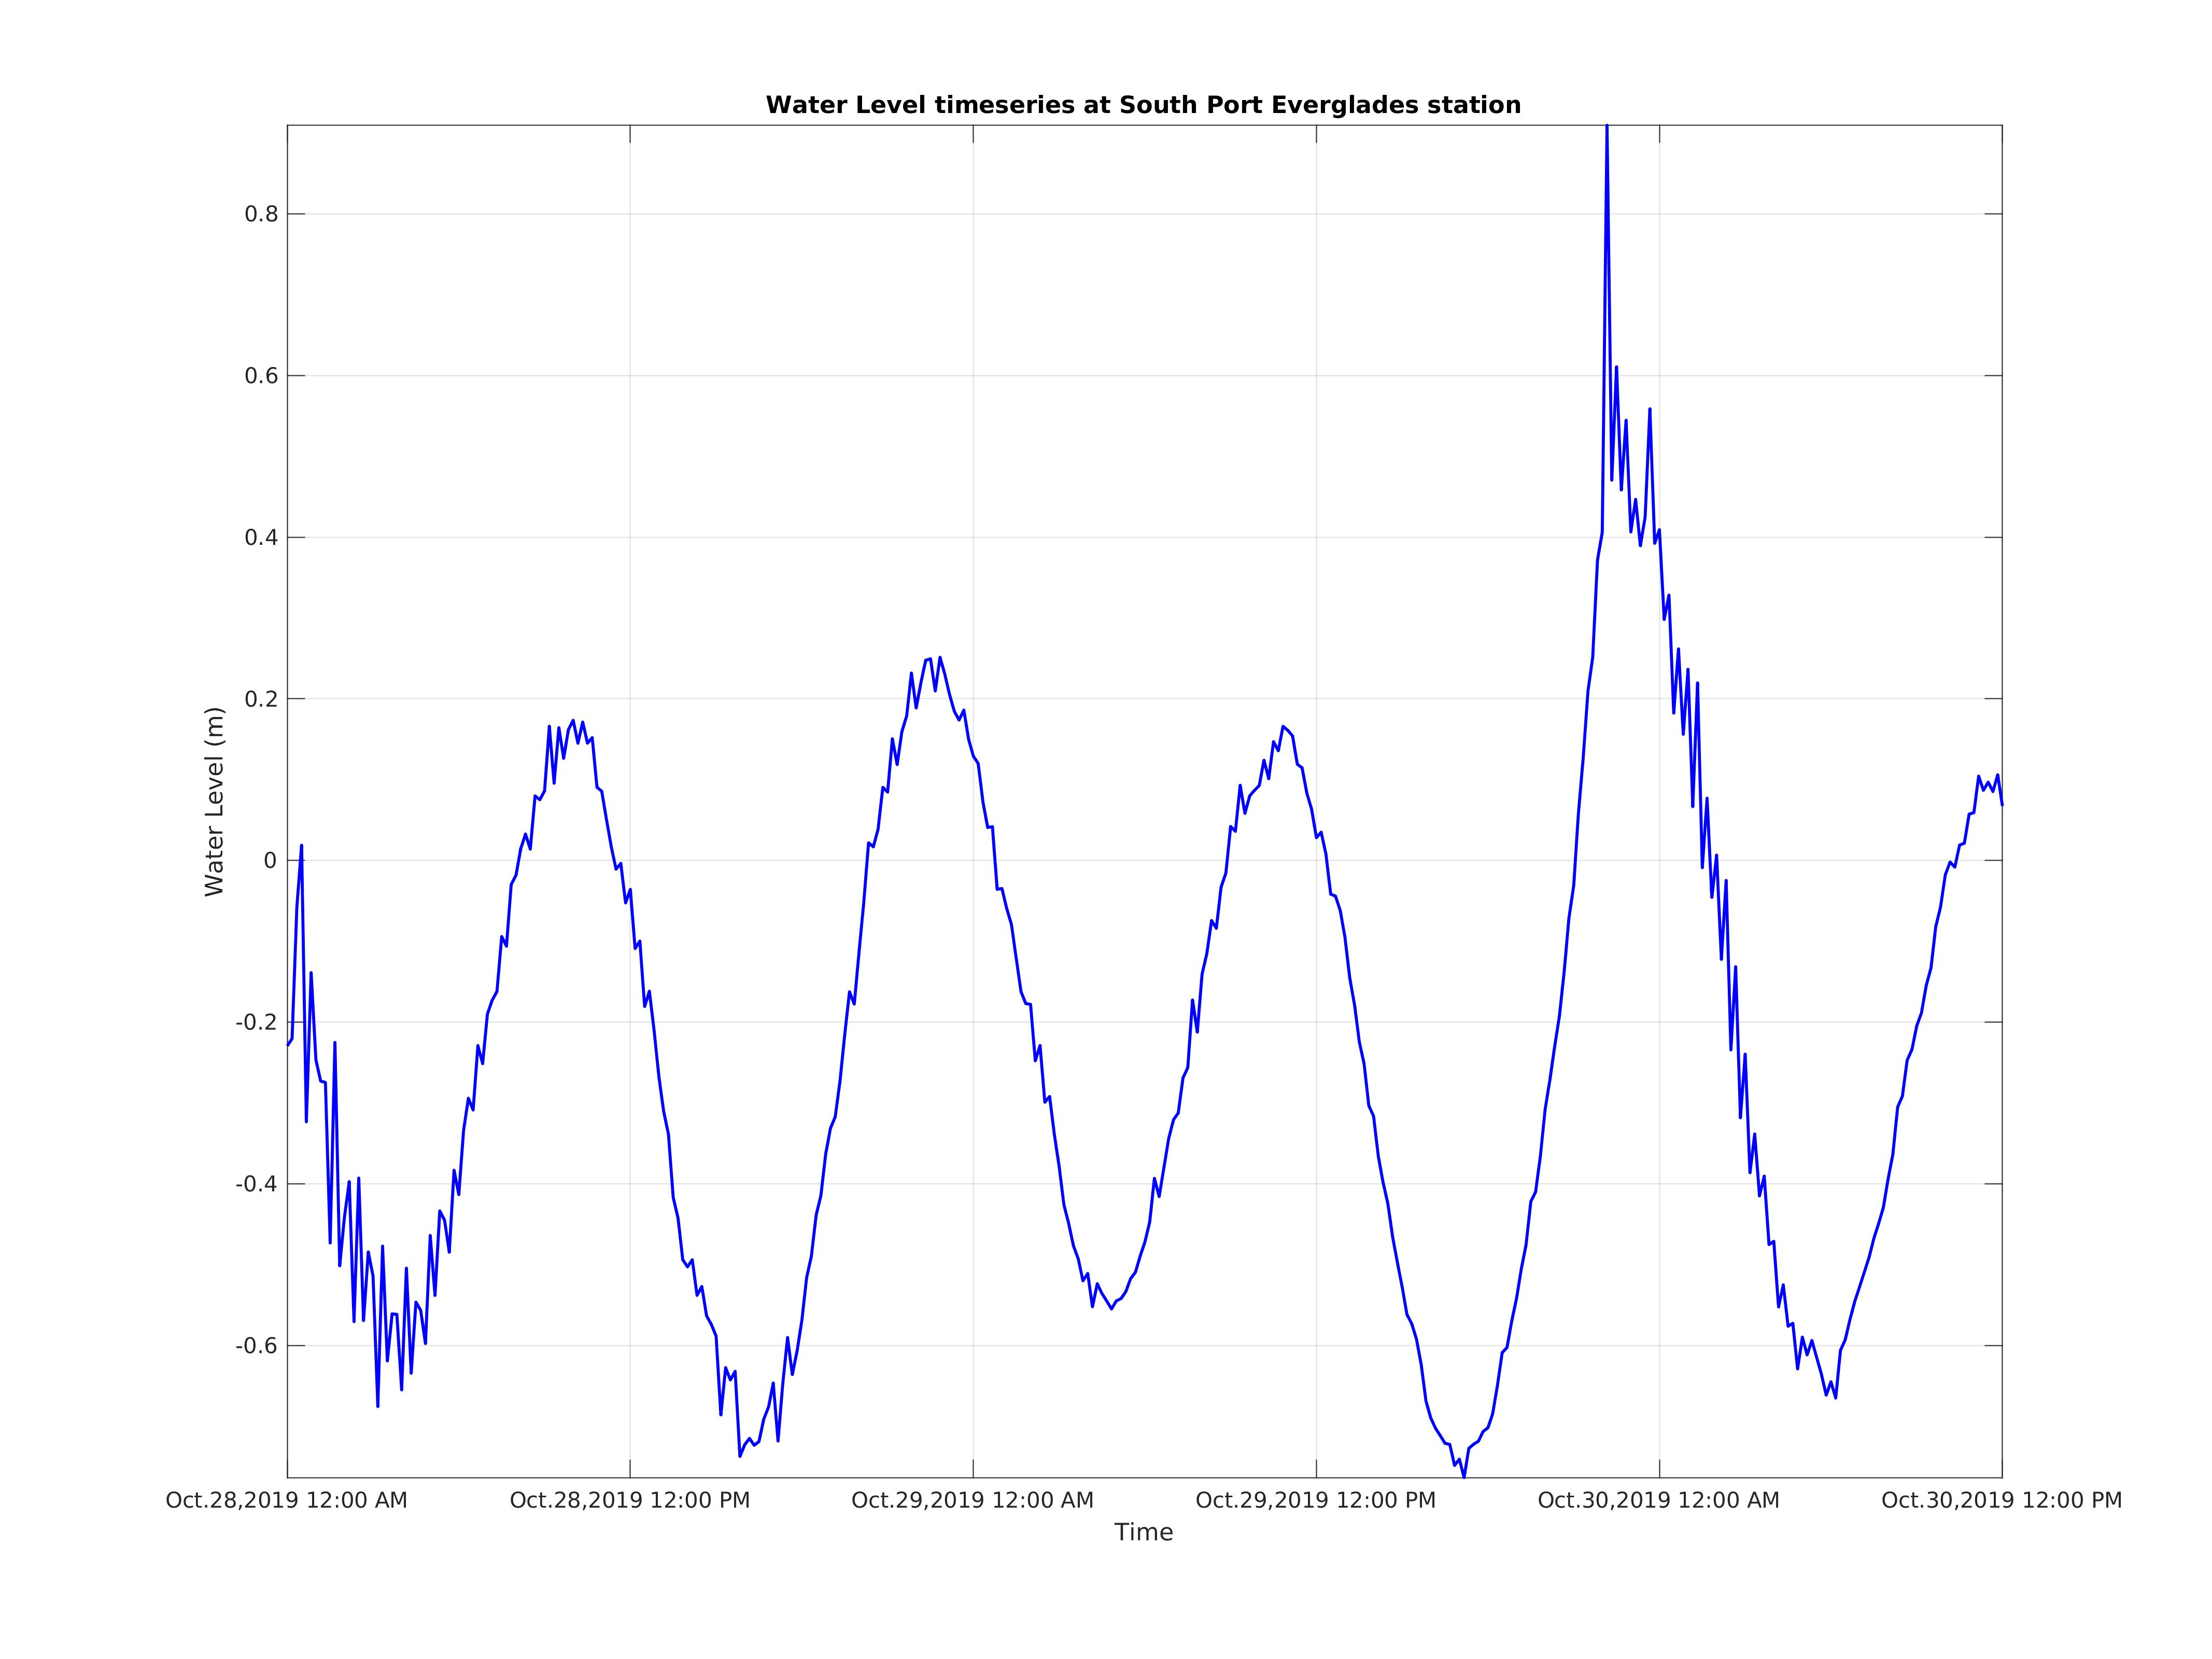 Water Level timeseries at South Port Everglades station
0.8
0.6
0.4
0.2
0
-0.2
-0.4
-0.6
Water Level (m)
Oct.28,2019 12:00 AM Oct.28,2019 12:00 PM Oct.29,2019 12:00 AM Oct.29,2019 12:00 PM Oct.30,2019 12:00 AM Oct.30,2019 12:00 PM
Time